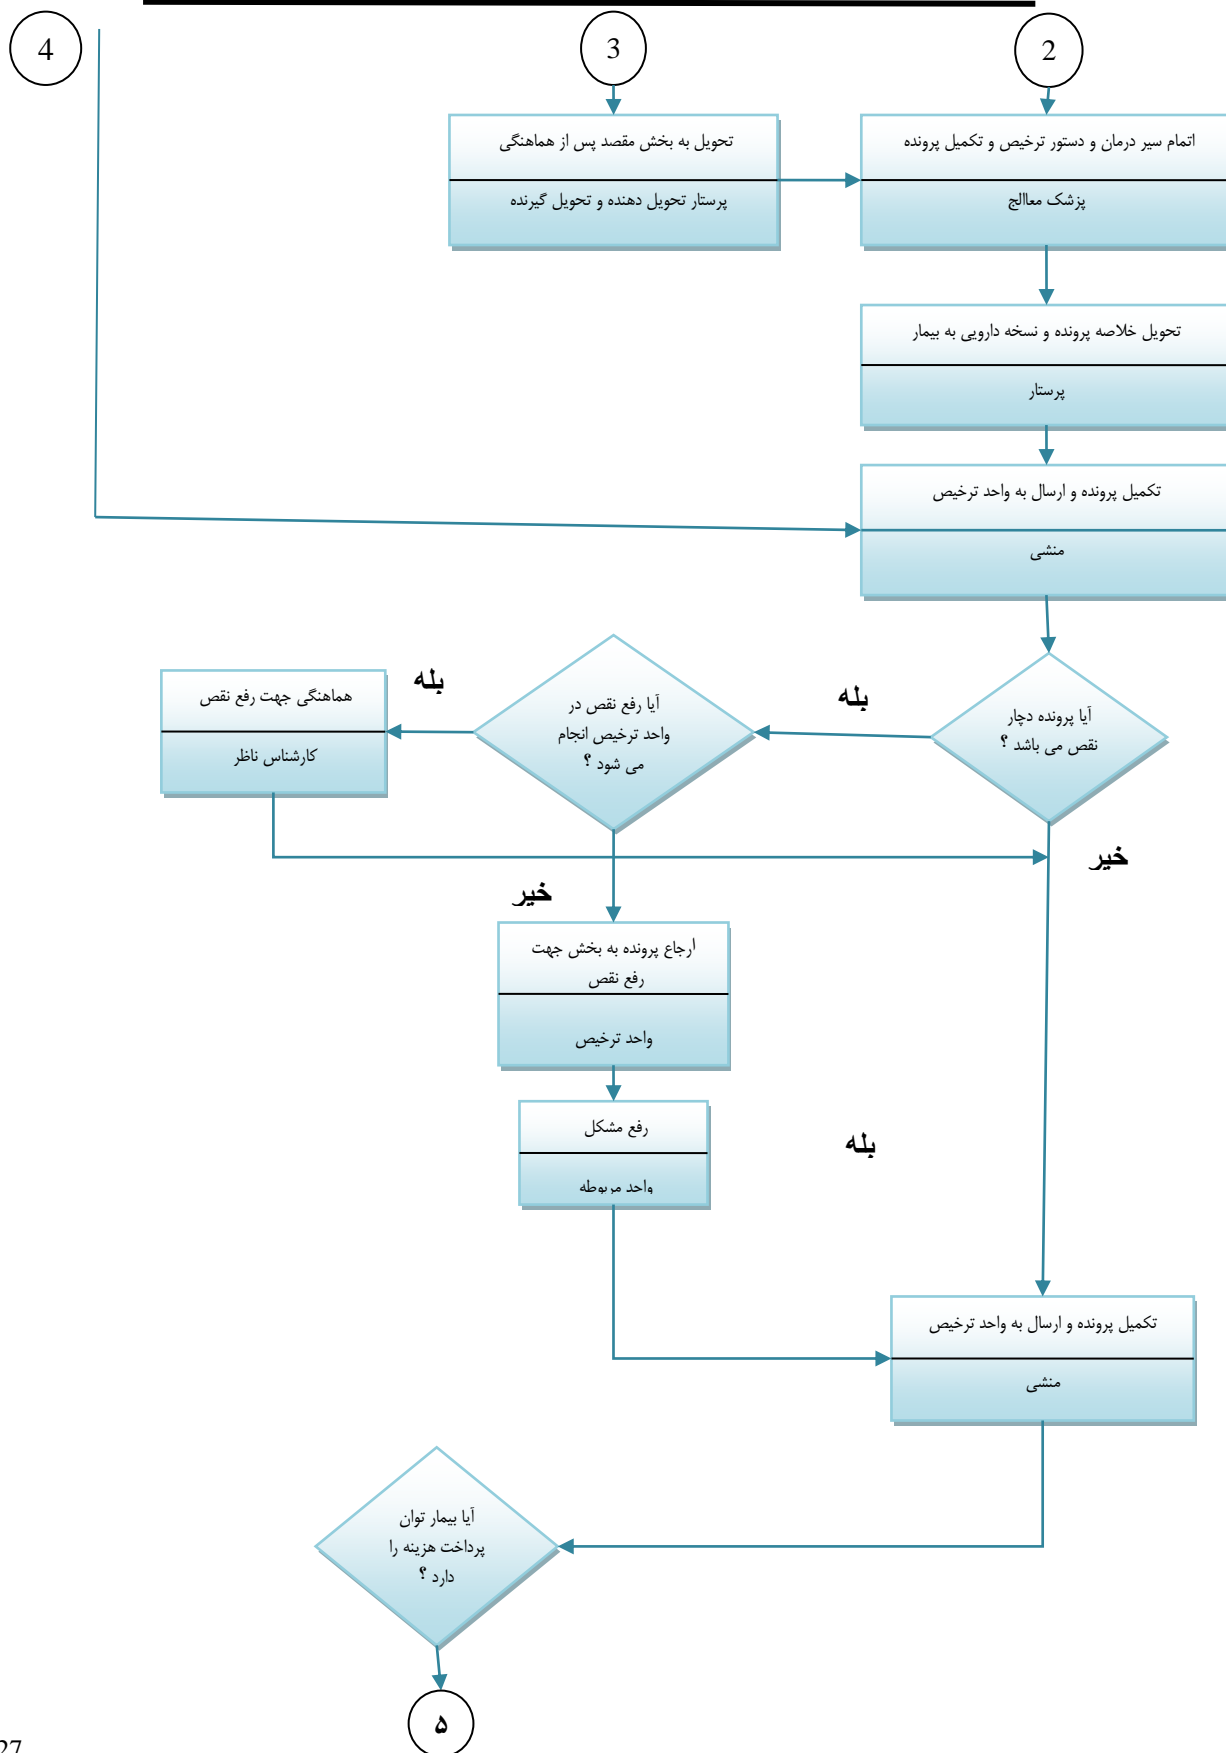 2
3
4
اتمام سیر درمان و دستور ترخیص و تکمیل پرونده
پزشک معاالج
تحویل به بخش مقصد پس از هماهنگی
پرستار تحویل دهنده و تحویل گیرنده
تحویل خلاصه پرونده و نسخه دارویی به بیمار
پرستار
تکمیل پرونده و ارسال به واحد ترخیص
منشی
آیا پرونده دچار
نقص می باشد ؟
بله
خیر
آیا رفع نقص در
واحد ترخیص انجام
می شود ؟
بله
خیر
هماهنگی جهت رفع نقص
کارشناس ناظر
ارجاع پرونده به بخش جهت
رفع نقص
واحد ترخیص
رفع مشکل
واحد مربوطه
بله
تکمیل پرونده و ارسال به واحد ترخیص
منشی
آیا بیمار توان
پرداخت هزینه را
دارد ؟
۵
27